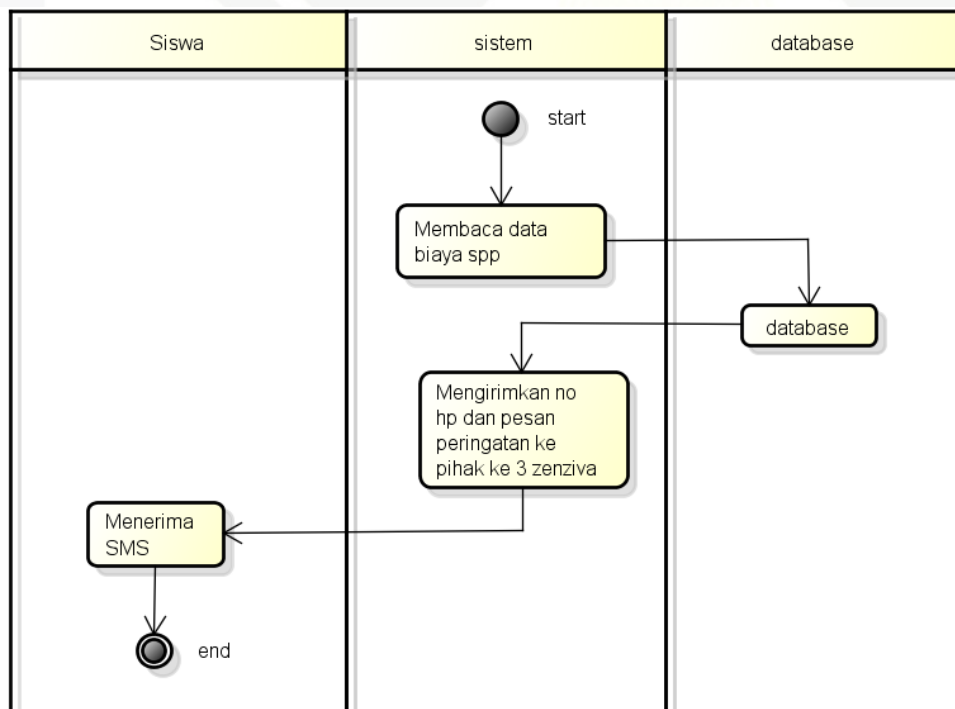 Siswa
sistem
database
start
Membaca data
biaya spp
database
Mengirimkan no
hp dan pesan
peringatan ke
pihak ke 3 zenziva
Menerima
SMS
end